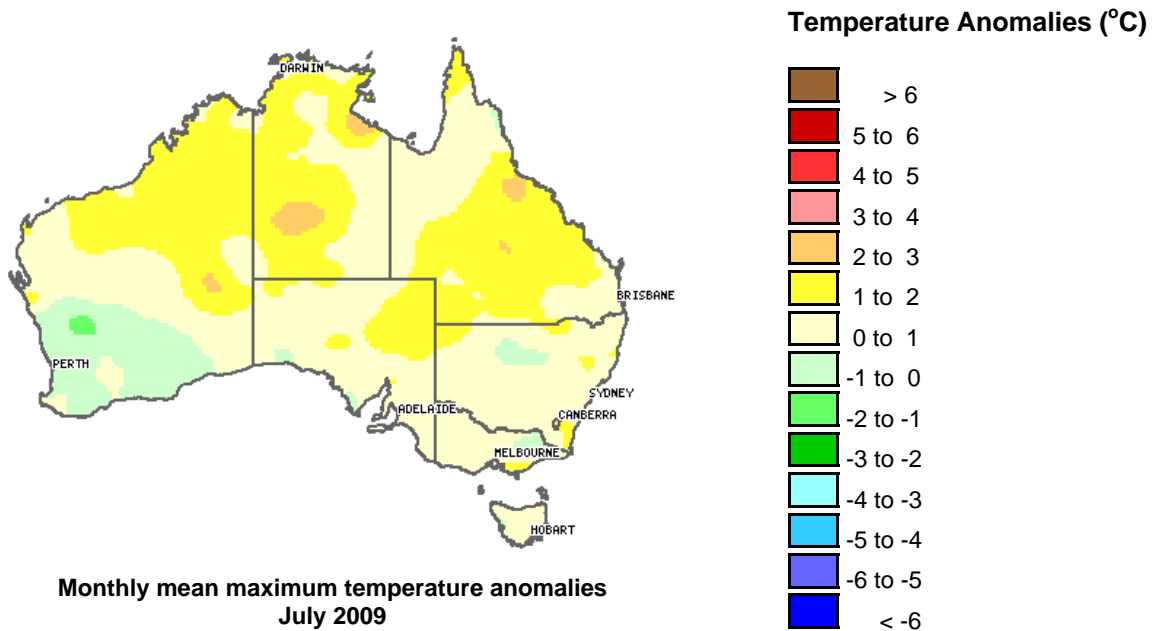 Temperature Anomalies (°C)
> 6
5 to 6
4 to 5
3 to 4
2 to 3
1 to 2
0 to 1
-1 to 0
-2 to -1
-3 to -2
-4 to -3
-5 to -4
-6 to -5
< -6
DARWIN
BRISBANE
PERTH
SYDNEY
ADELAIDE
CANBERRA
MELBOURNE
HOBART
Monthly mean maximum temperature anomalies
July 2009